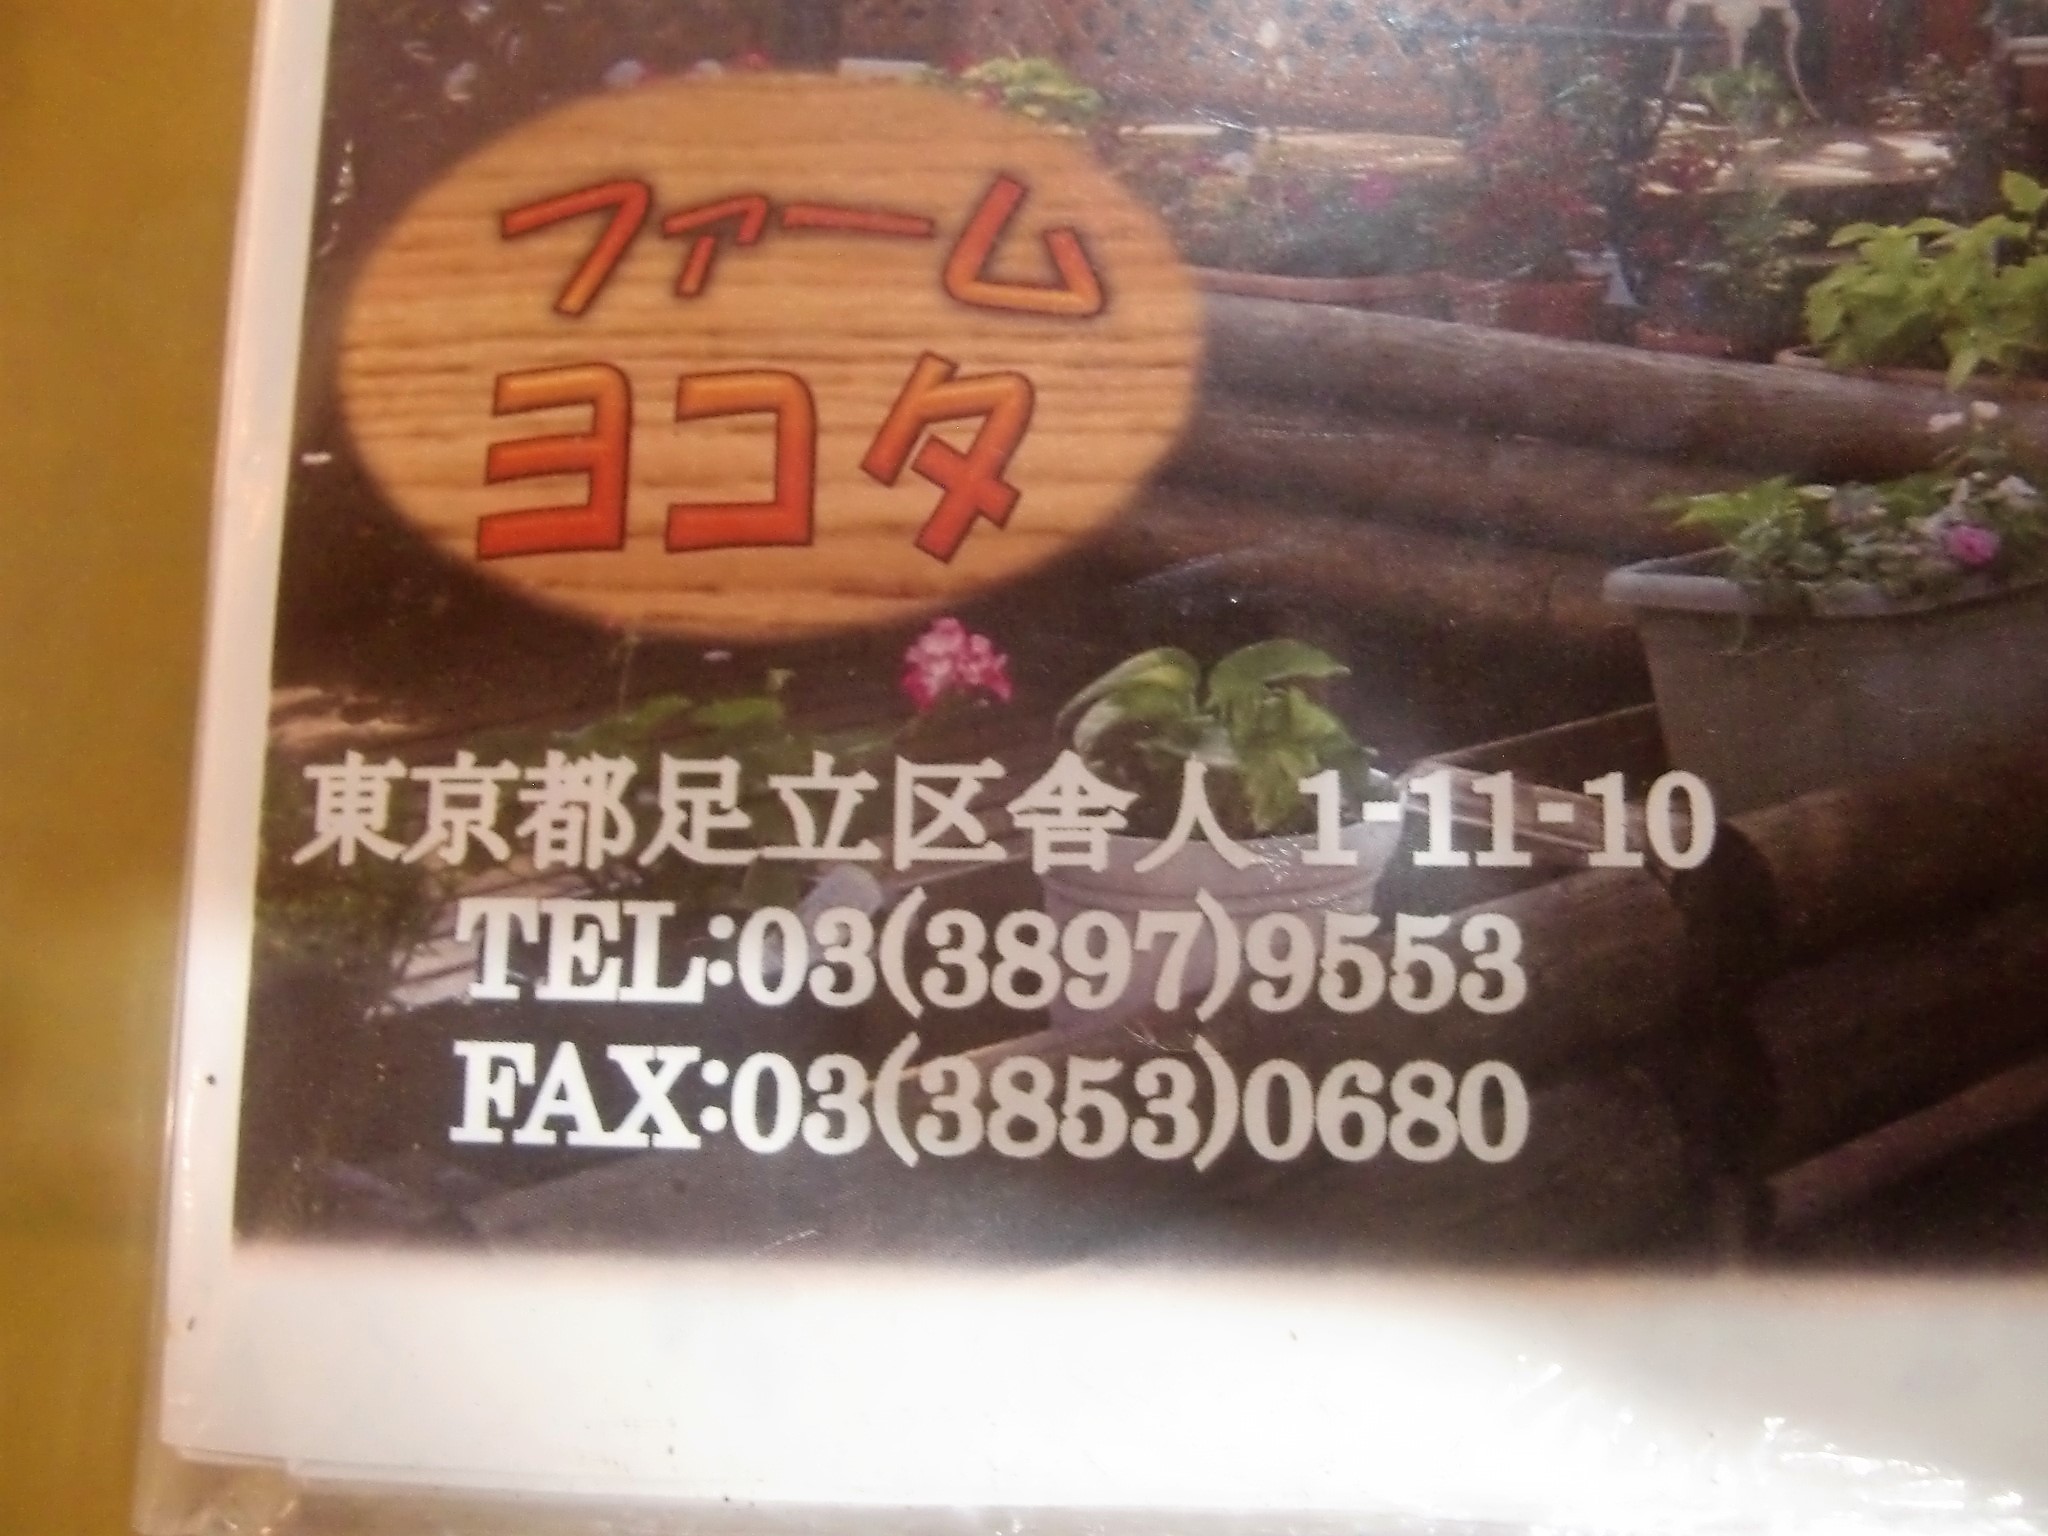 ファーム
ヨコタ
東京都足立区舎人 1-11-10
TEL:03(3897)9553
FAX:03(3853)0680